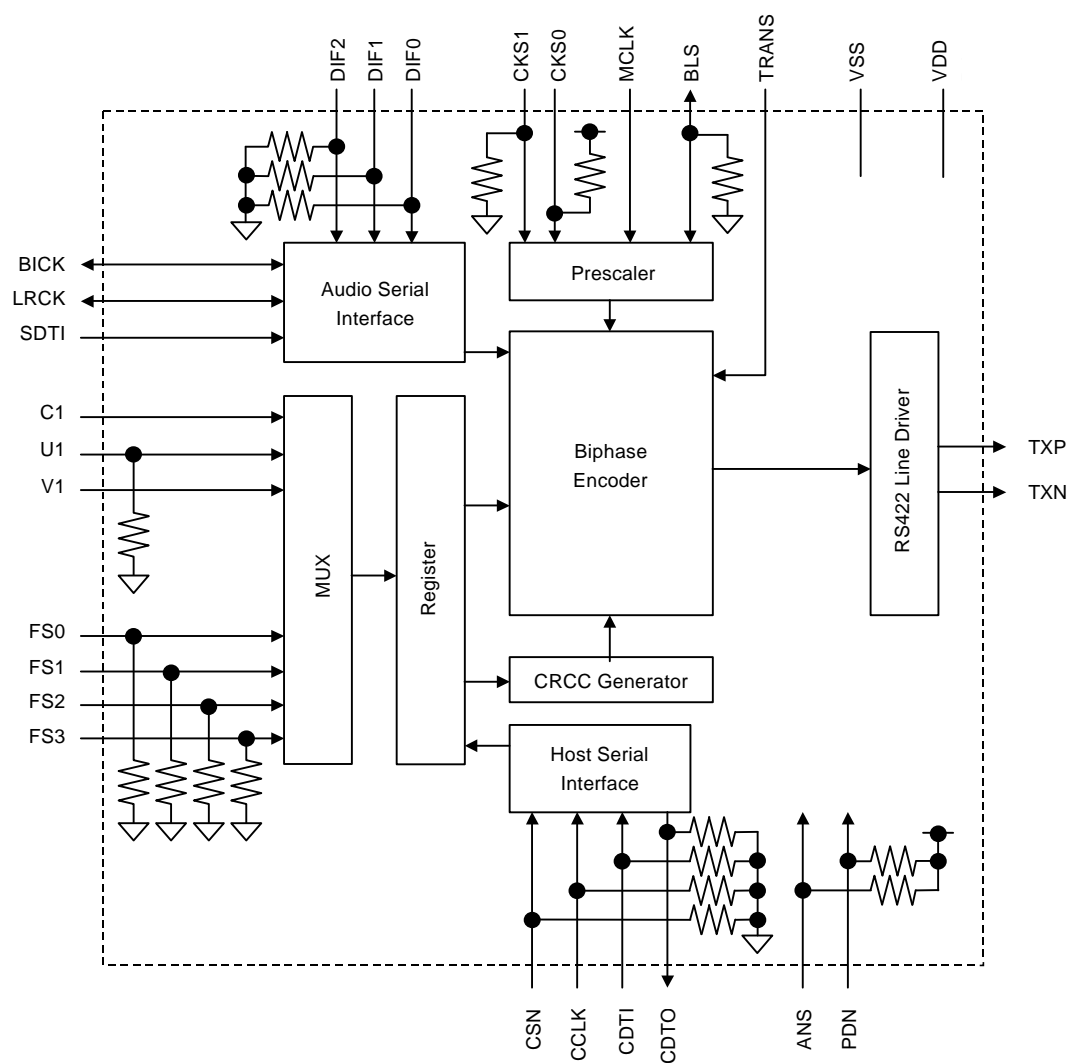 DIF2
DIF1
DIF0
CKS1
CKS0
MCLK
BLS
TRANS
VSS
VDD
BICK
LRCK
SDTI
Audio Serial
Interface
Prescaler
C1
U1
V1
Biphase
Encoder
RS422 Line Driver
TXP
TXN
MUX
Register
FS0
FS1
FS2
FS3
CRCC Generator
Host Serial
Interface
CSN
CCLK
CDTI
CDTO
ANS
PDN